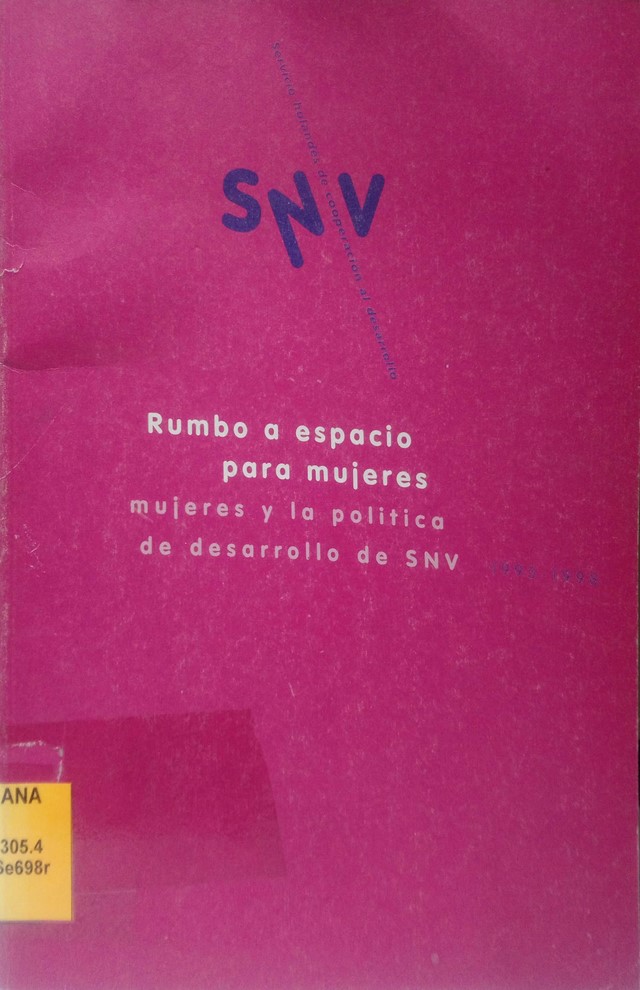 Servicio holandés de cooperación al desarrollo
SNV
Rumbo a espacio
para mujeres
mujeres y la politica
de desarrollo de SNV
ANA
305.4
6e698r